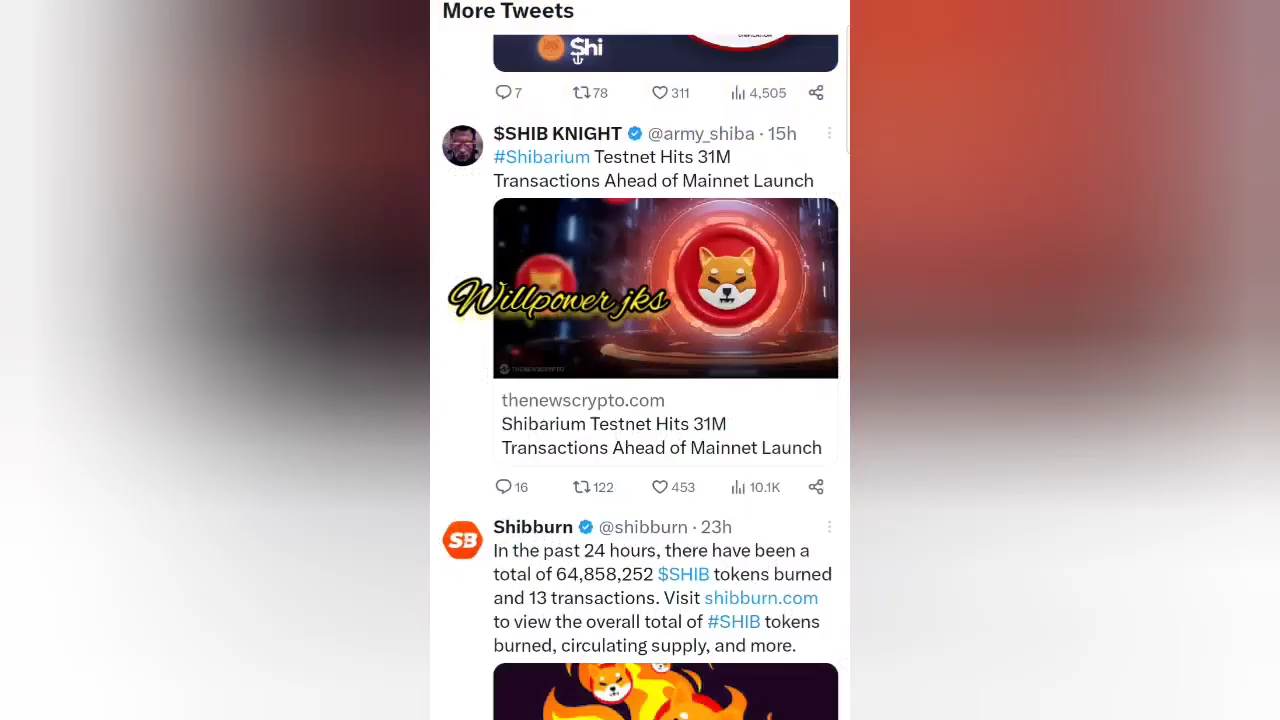 More Tweets
$hi
7 78 311 4,505
$SHIB KNIGHT @army_shiba · 15h
#Shibarium Testnet Hits 31M
Transactions Ahead of Mainnet Launch
Willpower jks
THENEWSCRYPTO
thenewscrypto.com
Shibarium Testnet Hits 31M
Transactions Ahead of Mainnet Launch
16 122 453 10.1K
SB
Shibburn @shibburn · 23h
In the past 24 hours, there have been a
total of 64,858,252 $SHIB tokens burned
and 13 transactions. Visit shibburn.com
to view the overall total of #SHIB tokens
burned, circulating supply, and more.